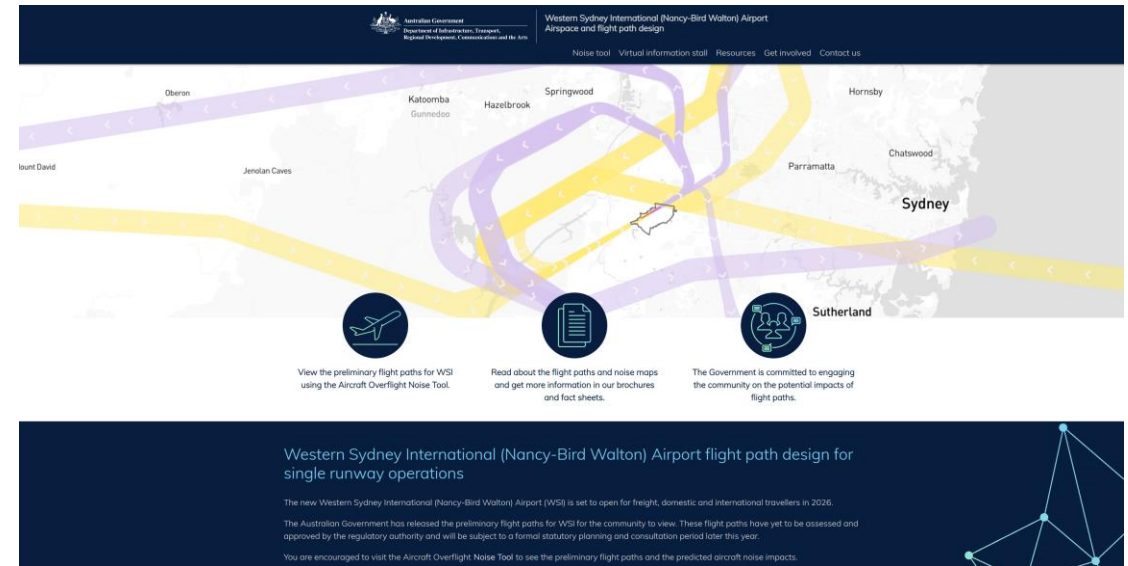 Australian Government
Department of Infrastructure, Transport,
Regional Development, Communications and the Arts
Western Sydney International (Nancy-Bird Walton) Airport
Airspace and flight path design
Noise tool Virtual information stall Resources Get involved Contact us
Oberon
Katoomba
Gunnedoo
Hazelbrook
Springwood
Hornsby
Mount David
Jenolan Caves
Parramatta
Chatswood
Sydney
Sutherland
View the preliminary flight paths for WSI
using the Aircraft Overflight Noise Tool.
Read about the flight paths and noise maps
and get more information in our brochures
and fact sheets.
The Government is committed to engaging
the community on the potential impacts of
flight paths.
Western Sydney International (Nancy-Bird Walton) Airport flight path design for
single runway operations
The new Western Sydney International (Nancy-Bird Walton) Airport (WSI) is set to open for freight, domestic and international travellers in 2026.
The Australian Government has released the preliminary flight paths for WSI for the community to view. These flight paths have yet to be assessed and
approved by the regulatory authority and will be subject to a formal statutory planning and consultation period later this year.
You are encouraged to visit the Aircraft Overflight Noise Tool to see the preliminary flight paths and the predicted aircraft noise impacts.